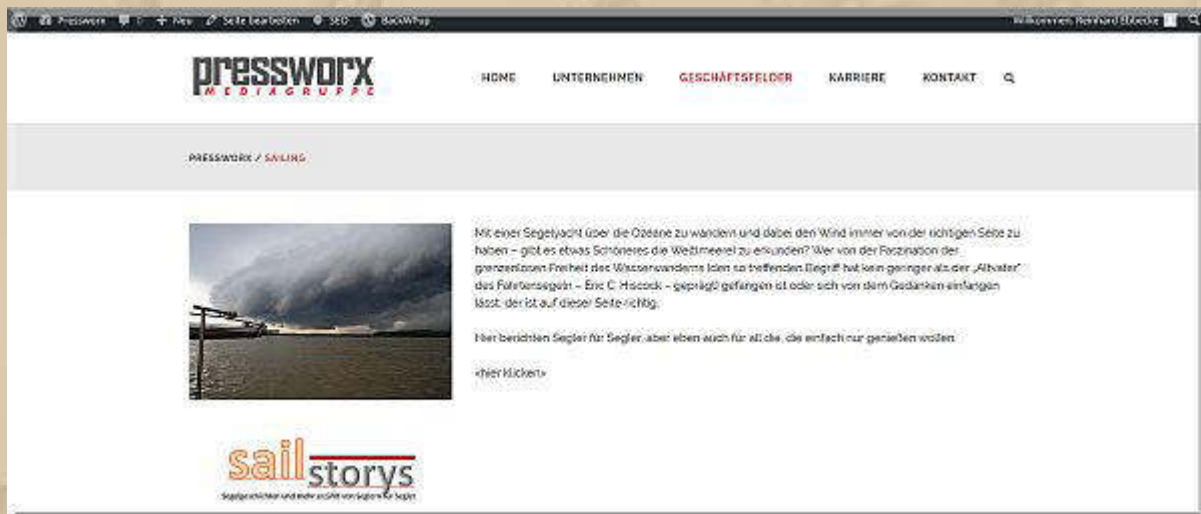 Pressworx 0 + Neu Seite bearbeiten SEO BackWPup Willkommen, Reinhard Ebbecke
pressworx
MEDIAGRUPPE
HOME UNTERNEHMEN GESCHÄFTSFELDER KARRIERE KONTAKT
PRESSWORX / SAILING
Mit einer Segelyacht über die Ozeane zu wandern und dabei den Wind immer von der richtigen Seite zu
haben – gibt es etwas Schöneres die Weltmeere! zu erkunden? Wer von der Faszination der
grenzenlosen Freiheit des Wasserwanderns (den so treffenden Begriff hat kein geringer als der „Altvater"
des Fahrtensegeln – Eric C. Hiscock – geprägt) gefangen ist oder sich von dem Gedanken einfangen
lässt, der ist auf dieser Seite richtig.
Hier berichten Segler für Segler, aber eben auch für all die, die einfach nur genießen wollen.
«hier klicken»
sail storys
Segelgeschichten und mehr erzählt von Seglern für Segler